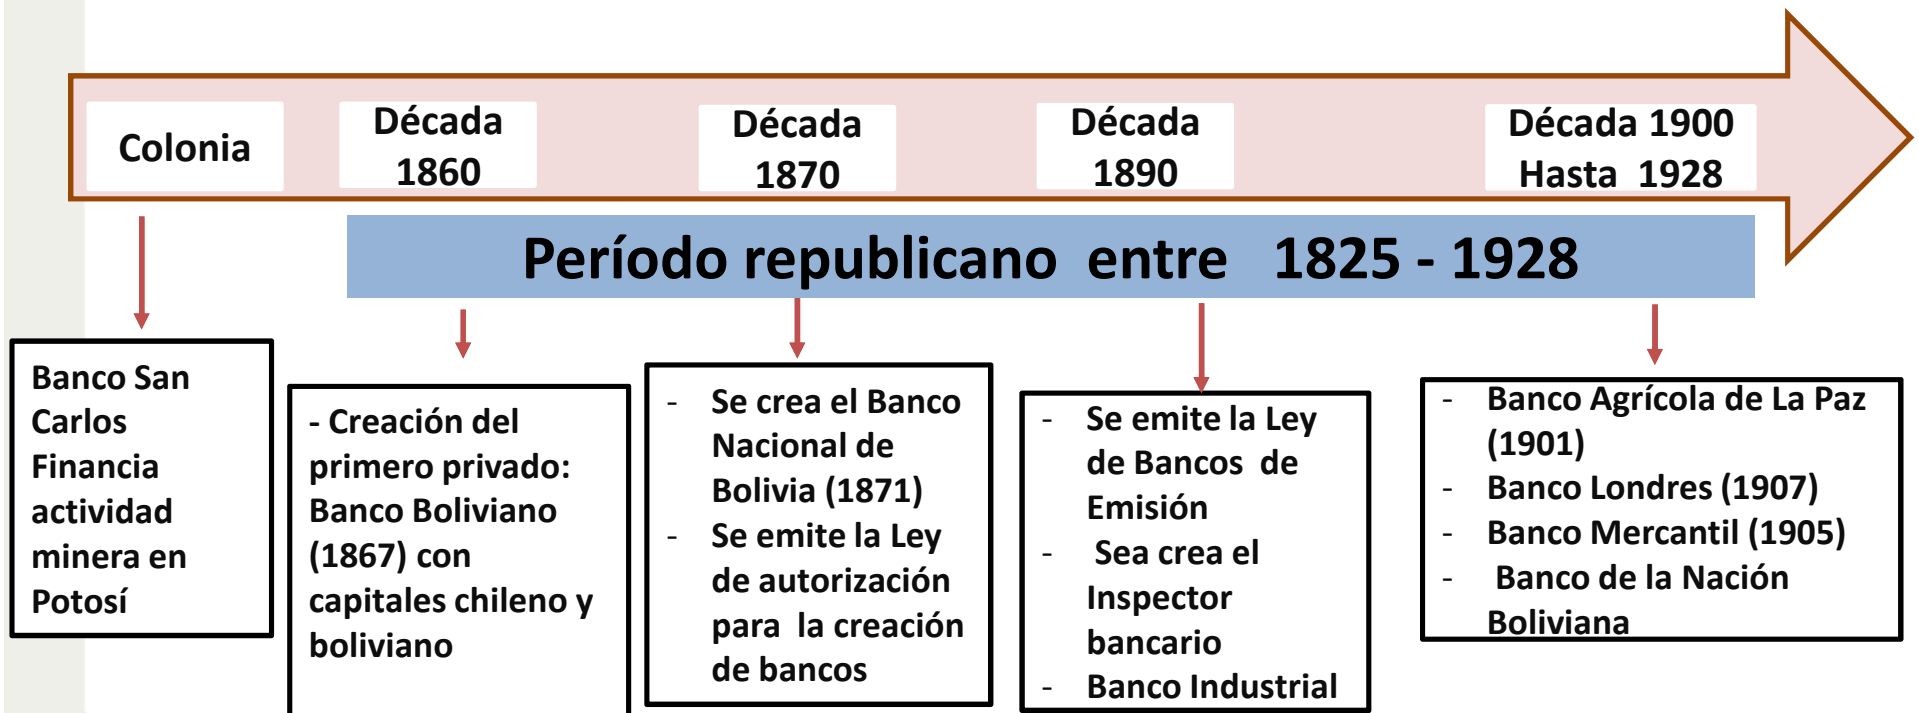 Colonia
Década
1860
Década
1870
Década
1890
Década 1900
Hasta 1928
Período republicano entre 1825 - 1928
Banco San
Carlos
Financia
actividad
minera en
Potosí
- Creación del
primero privado:
Banco Boliviano
(1867) con
capitales chileno y
boliviano
- Se crea el Banco
Nacional de
Bolivia (1871)
- Se emite la Ley
de autorización
para la creación
de bancos
- Se emite la Ley
de Bancos de
Emisión
- Sea crea el
Inspector
bancario
- Banco Industrial
- Banco Agrícola de La Paz
(1901)
- Banco Londres (1907)
- Banco Mercantil (1905)
- Banco de la Nación
Boliviana